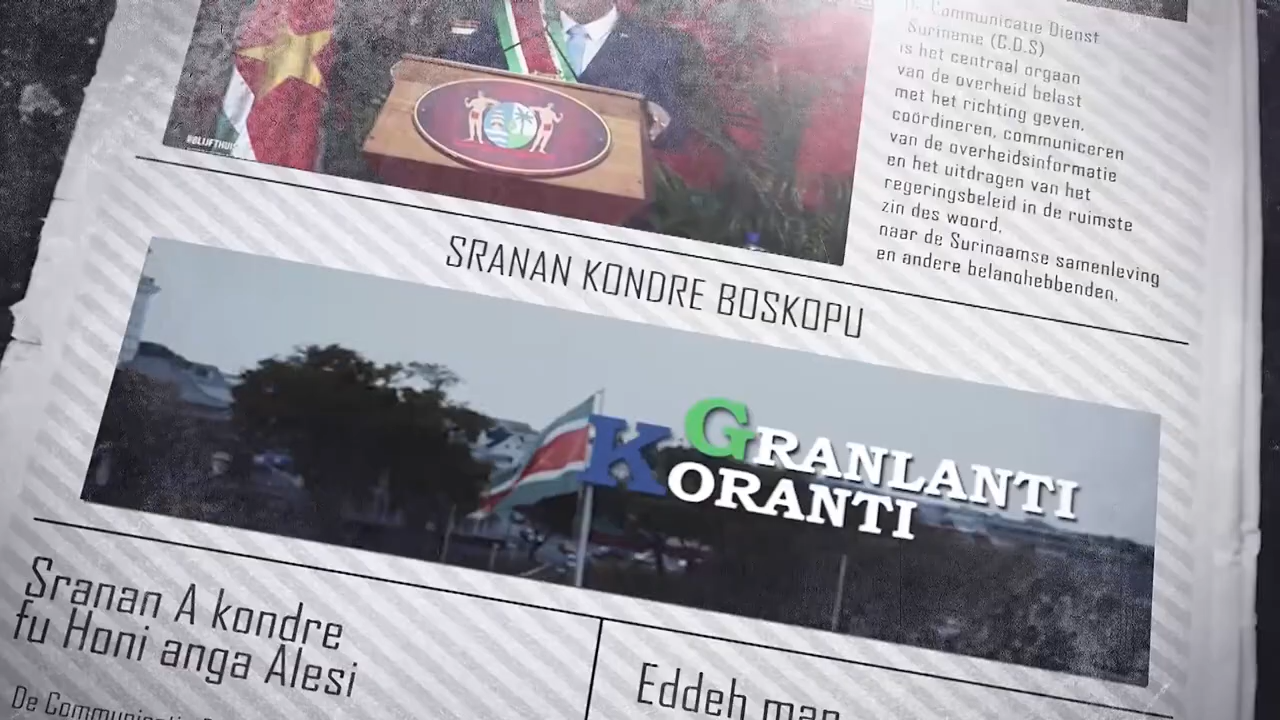 Communicatie Dienst
Suriname (C.D.S)
is het centraal orgaan
van de overheid belast
met het richting geven,
coördineren, communiceren
van de overheidsinformatie
en het uitdragen van het
regeringsbeleid in de ruimste
zin des woord,
naar de Surinaamse samenleving
en andere belanghebbenden.
SRANAN KONDRE BOSKOPU
GRANLANTI
KORANTI
Sranan A kondre
fu Honi anga Alesi
De
Eddeh man